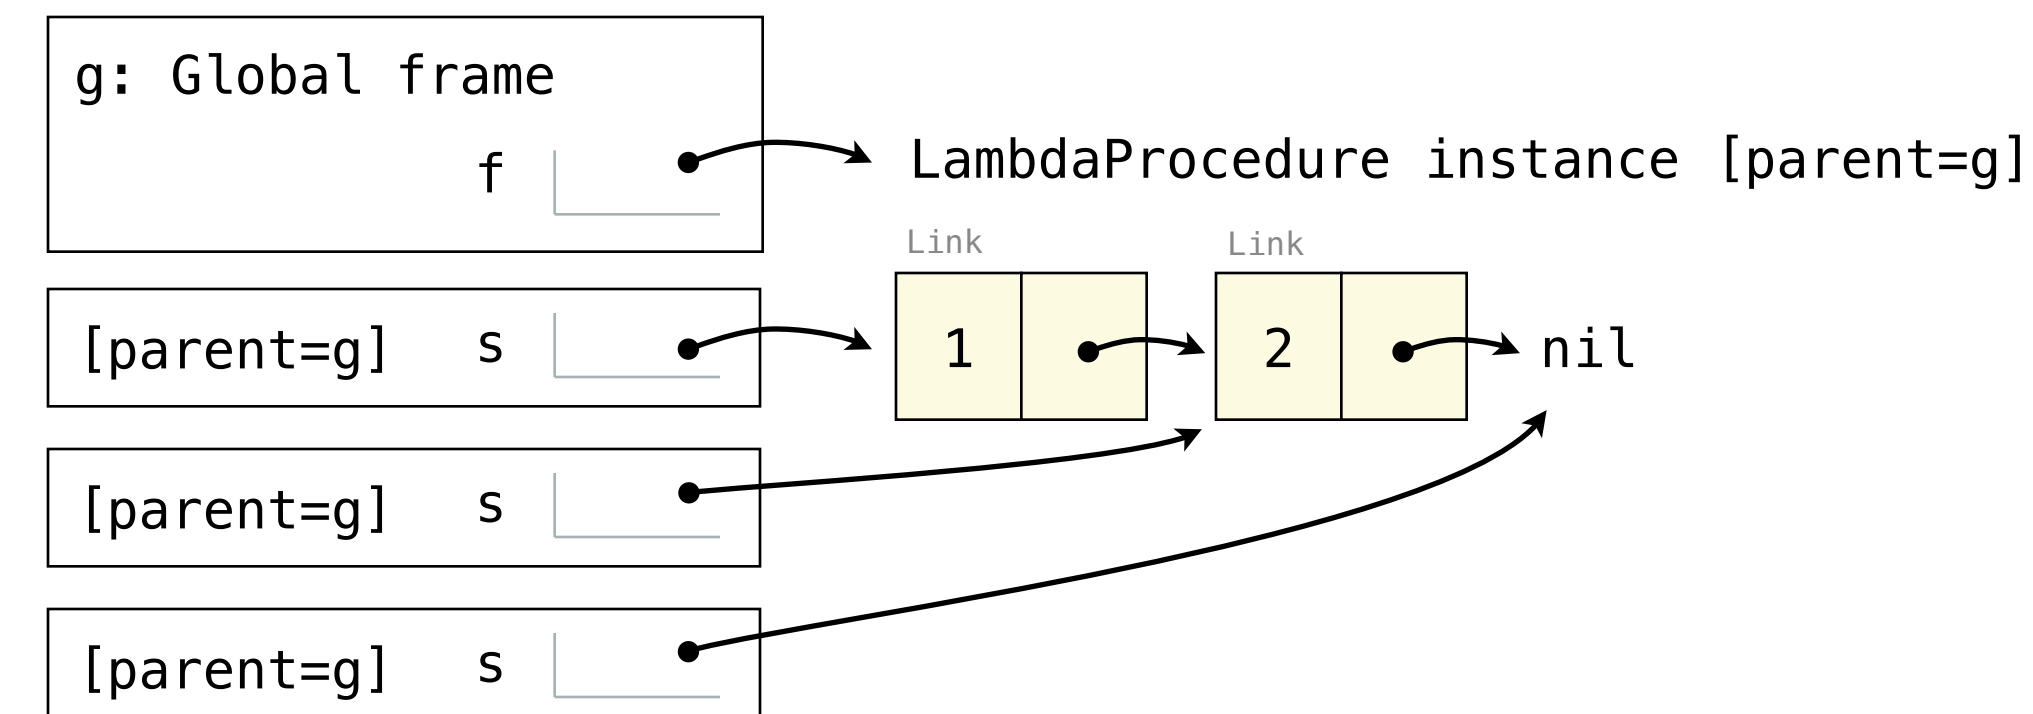 g: Global frame
f
LambdaProcedure instance [parent=g]
Link
Link
[parent=g] s
1
2
nil
[parent=g] s
[parent=g] s